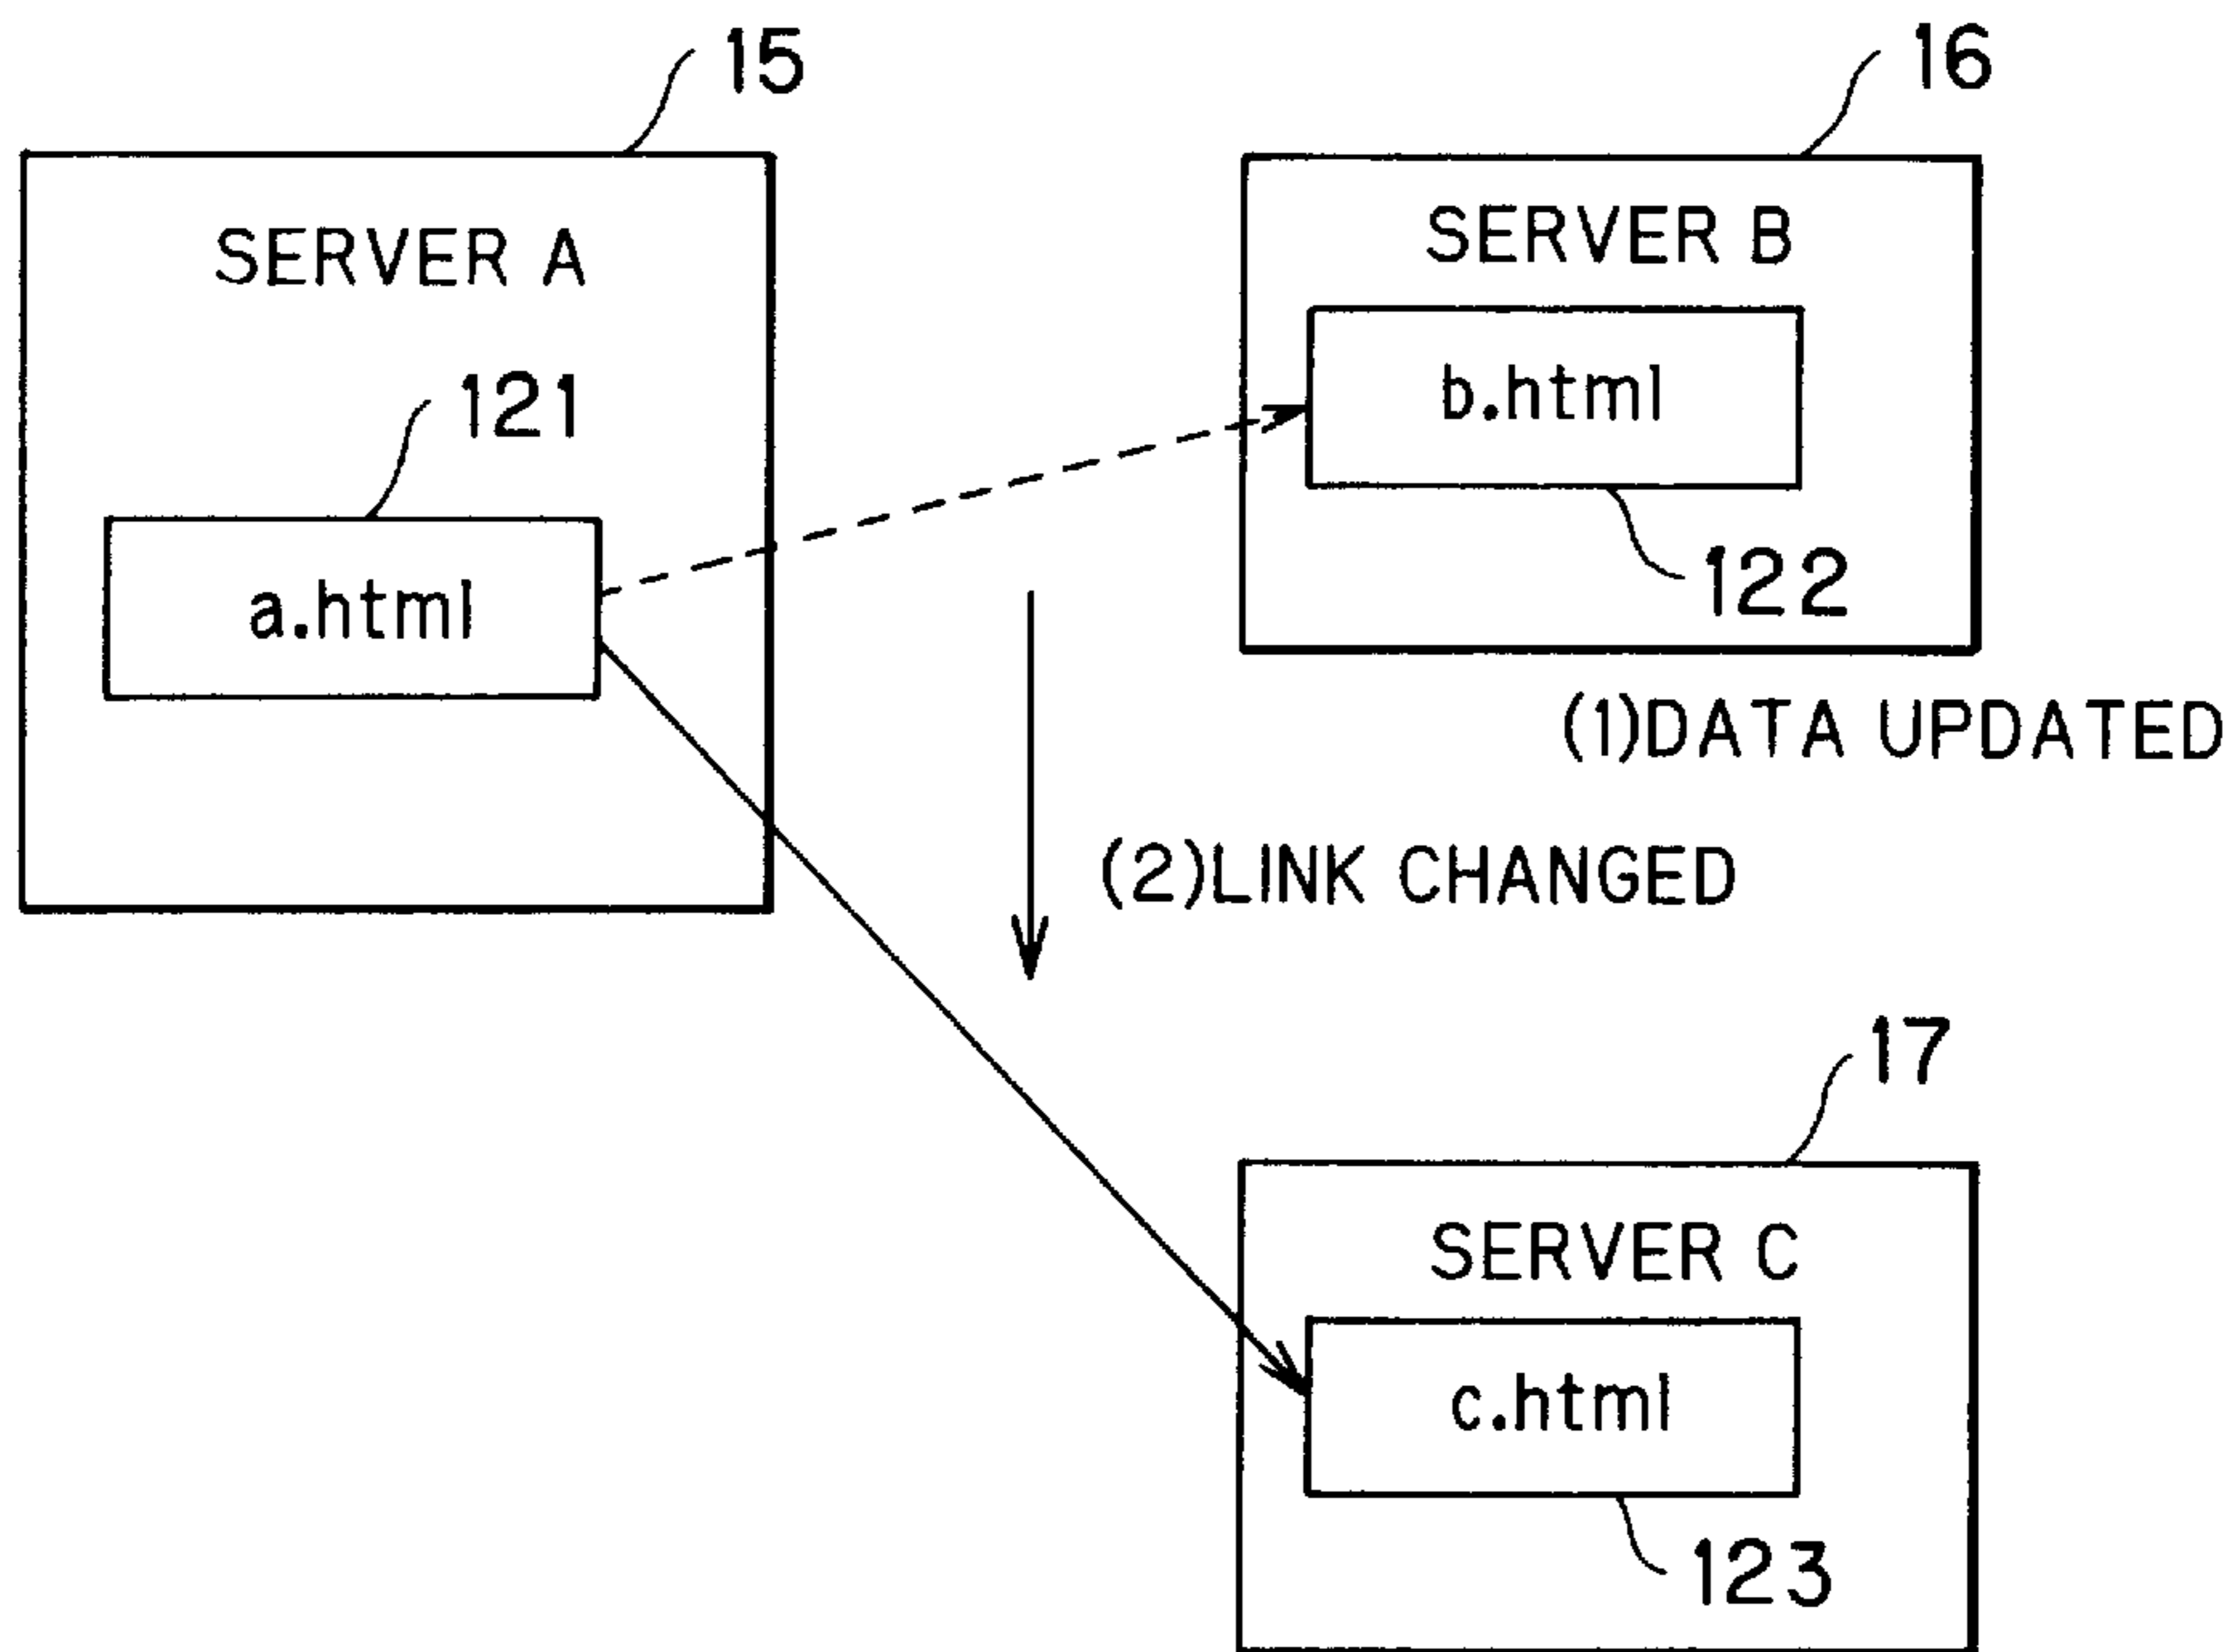 15
16
SERVER A
SERVER B
121
b.html
a.html
122
(1)DATA UPDATED
(2)LINK CHANGED
17
SERVER C
c.html
123